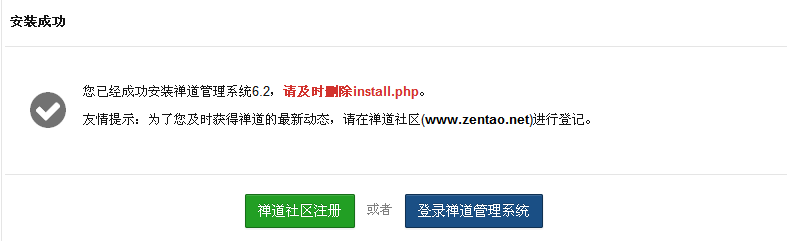 安装成功
您已经成功安装禅道管理系统6.2，请及时删除install.php。
友情提示：为了您及时获得禅道的最新动态，请在禅道社区(www.zentao.net)进行登记。
禅道社区注册 或者 登录禅道管理系统